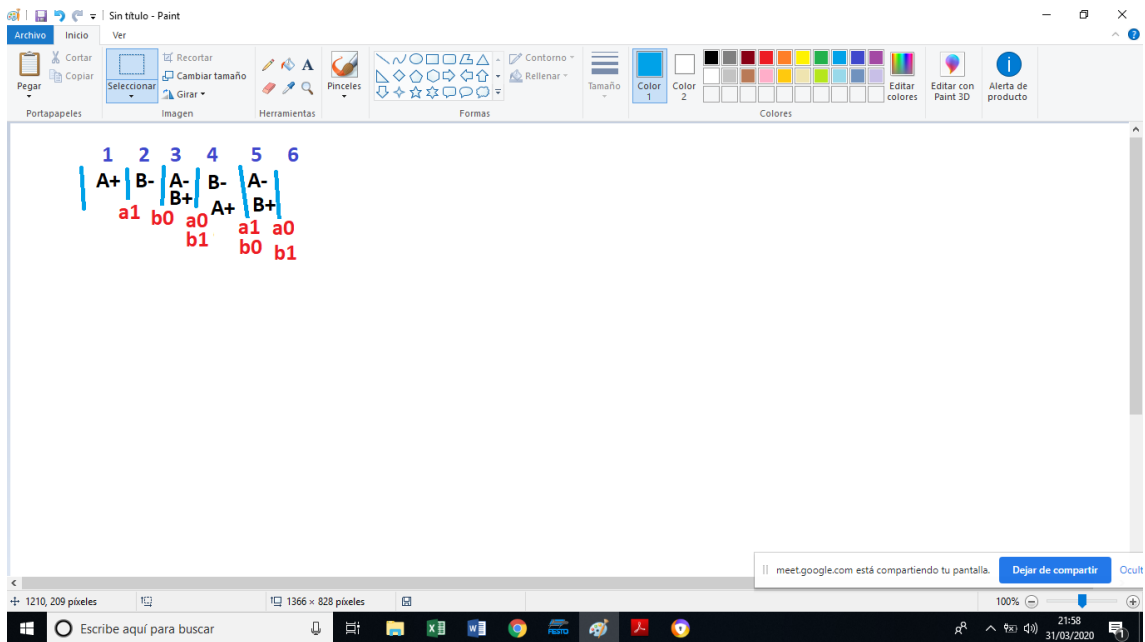 Sin título - Paint
Archivo Inicio Ver
Pegar
Cortar
Copiar
Portapapeles
Seleccionar
Recortar
Cambiar tamaño
Girar
Imagen
A
Herramientas
Pinceles
Contorno
Rellenar
Formas
Tamaño
Color 1
Color 2
Editar colores
Colores
Editar con Paint 3D
Alerta de producto
1 2 3 4 5 6
A+ B- A- B- A-
B+ A+ B+
a1 b0 a0 a1 a0
b1 b0 b1
meet.google.com está compartiendo tu pantalla. Dejar de compartir Ocult
1210, 209 píxeles 1366 × 828 píxeles 100%
Escribe aquí para buscar
FESTO
21:58
31/03/2020